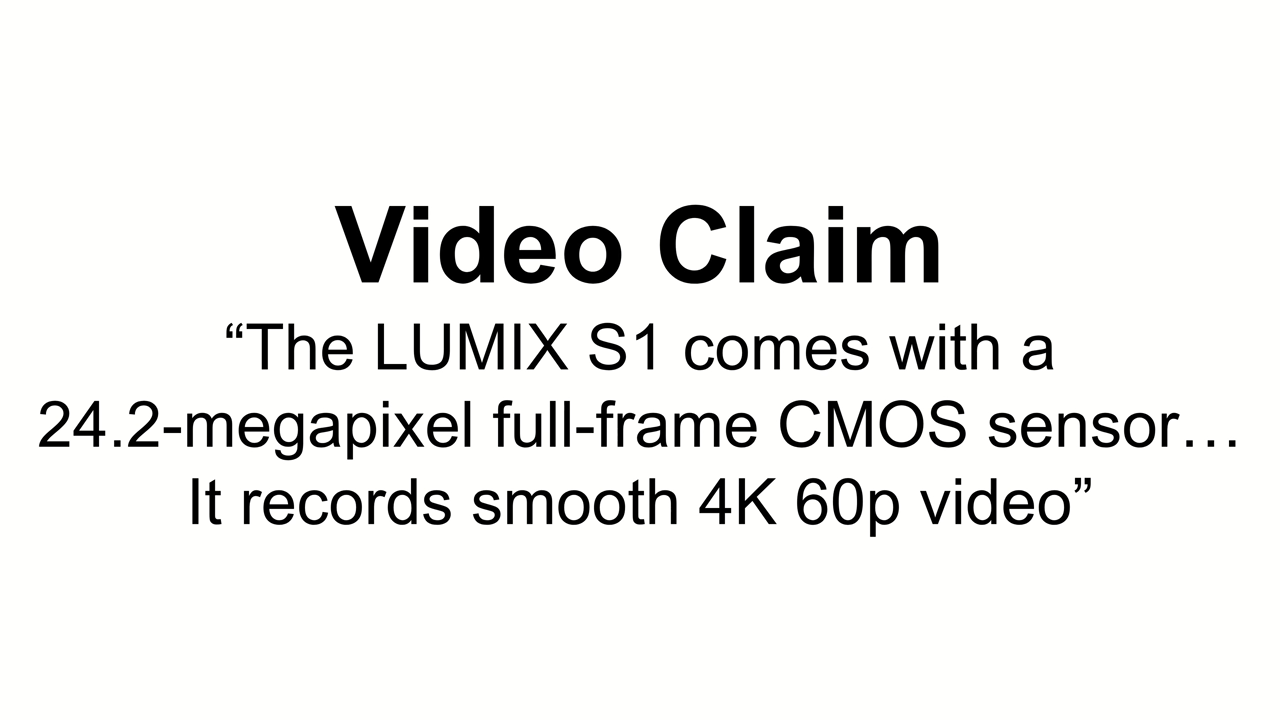 Video Claim
“The LUMIX S1 comes with a
24.2-megapixel full-frame CMOS sensor…
It records smooth 4K 60p video”